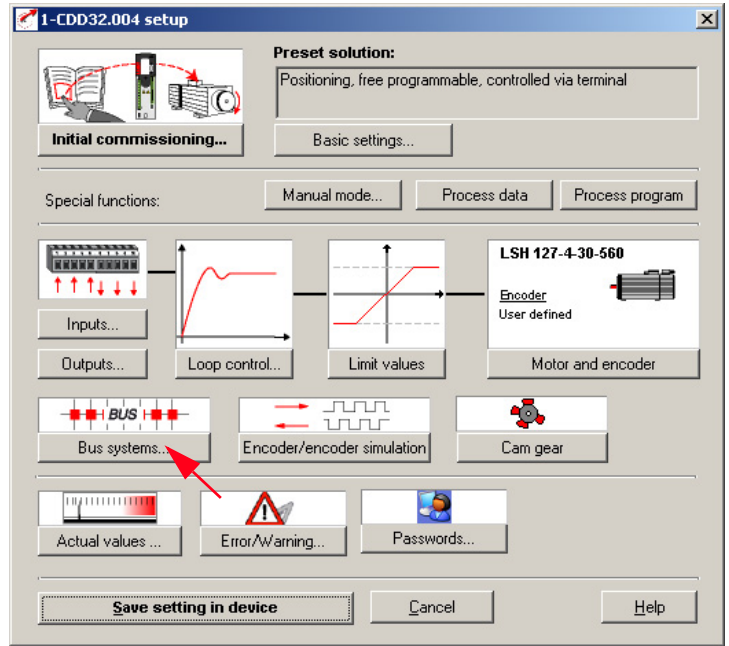 1-CDD32.004 setup
Preset solution:
Positioning, free programmable, controlled via terminal
Initial commissioning...
Basic settings...
Special functions:
Manual mode...
Process data
Process program
LSH 127-4-30-560
Encoder
User defined
Inputs...
Outputs...
Loop control...
Limit values
Motor and encoder
BUS
Bus systems...
Encoder/encoder simulation
Cam gear
Actual values ...
Error/Warning...
Passwords...
Save setting in device
Cancel
Help